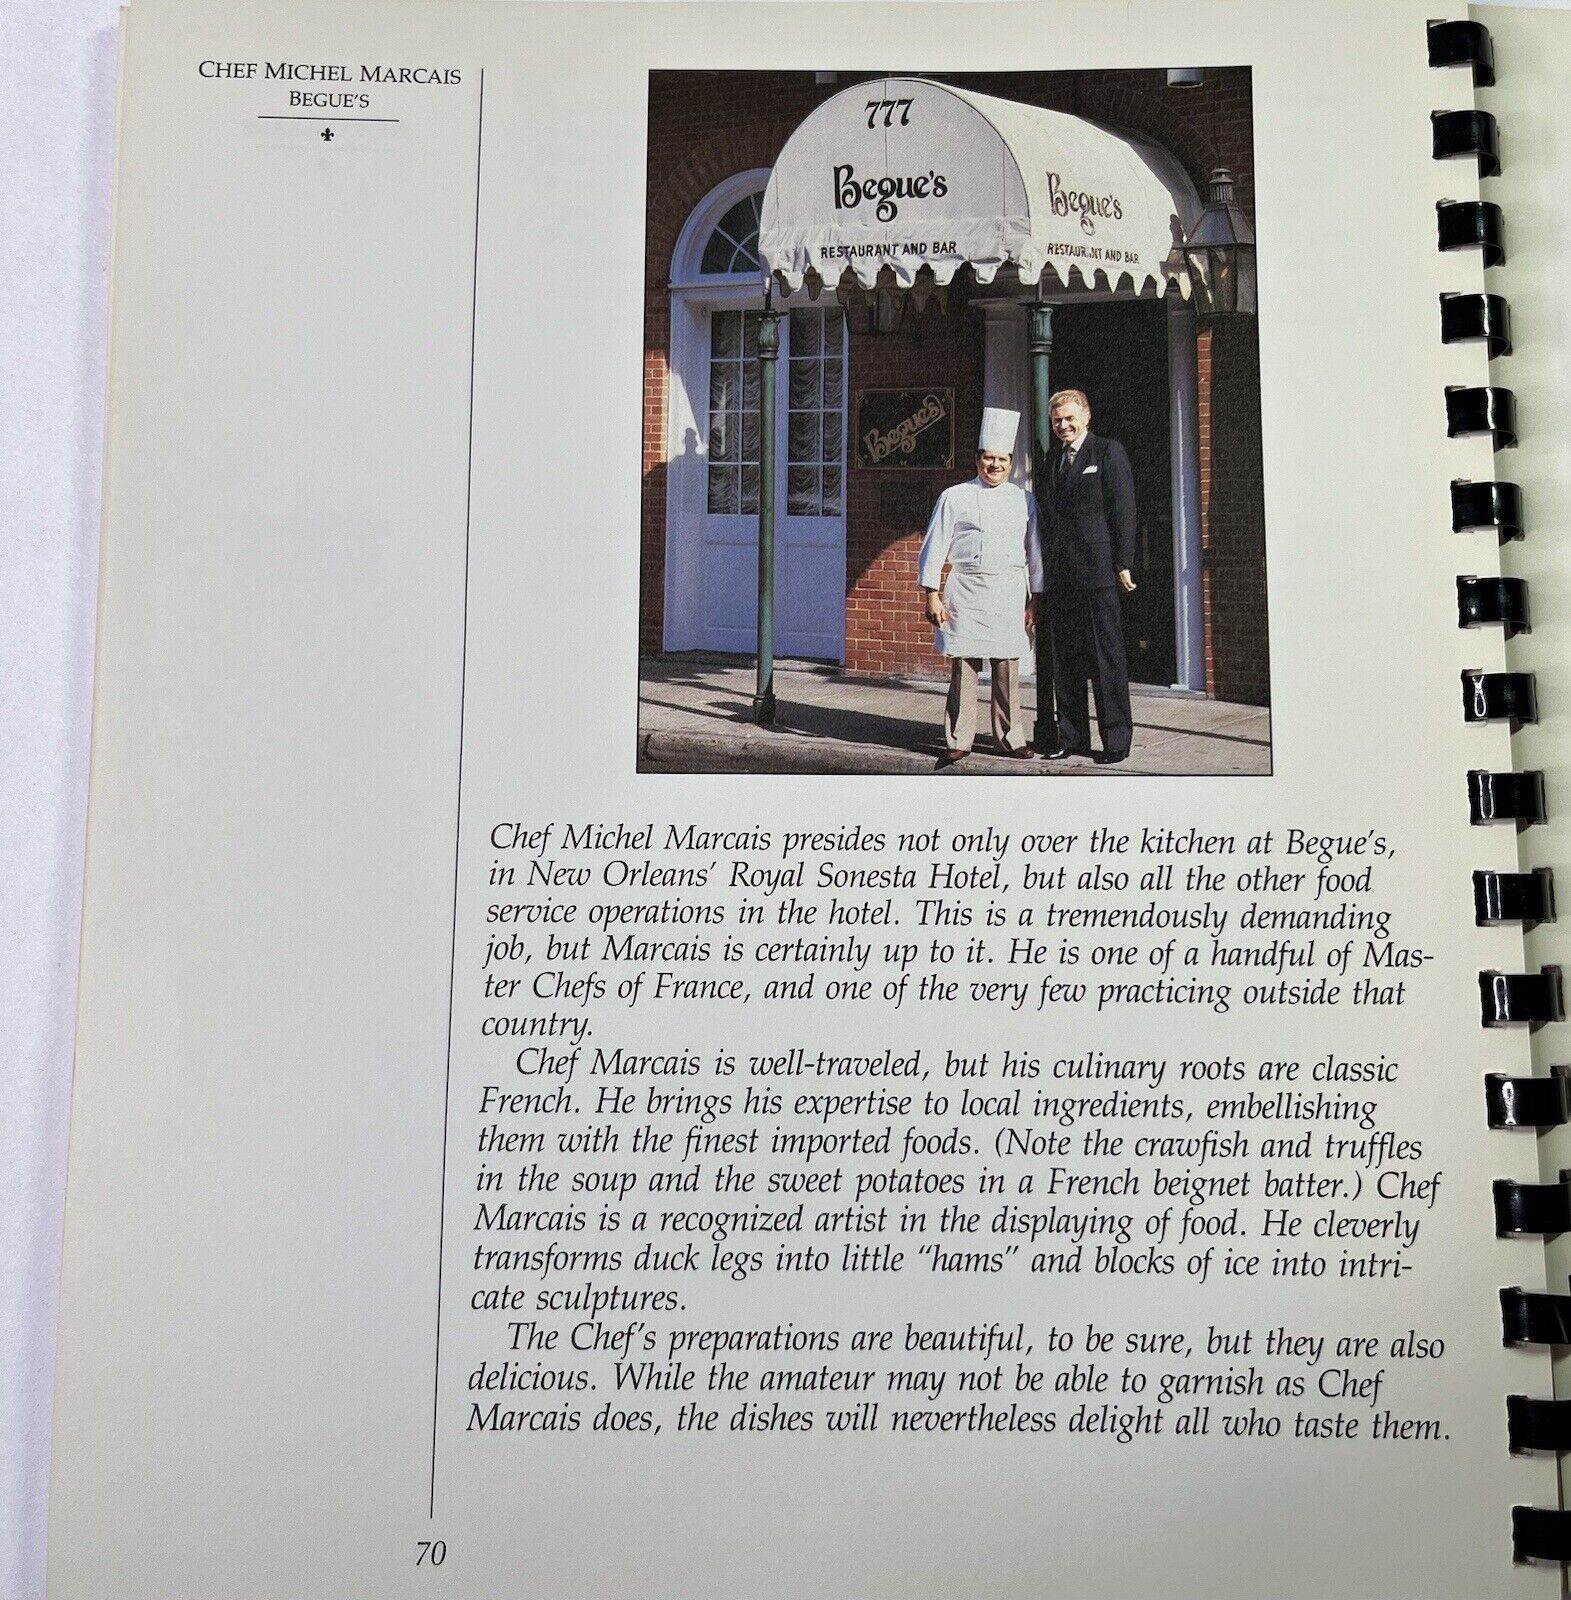 CHEF MICHEL MARCAIS
BEGUE'S
777
Begue's
RESTAURANT AND BAR
Begue's
RESTAURANT AND BAR
Begue's
Chef Michel Marcais presides not only over the kitchen at Begue's,
in New Orleans' Royal Sonesta Hotel, but also all the other food
service operations in the hotel. This is a tremendously demanding
job, but Marcais is certainly up to it. He is one of a handful of Mas-
ter Chefs of France, and one of the very few practicing outside that
country.
Chef Marcais is well-traveled, but his culinary roots are classic
French. He brings his expertise to local ingredients, embellishing
them with the finest imported foods. (Note the crawfish and truffles
in the soup and the sweet potatoes in a French beignet batter.) Chef
Marcais is a recognized artist in the displaying of food. He cleverly
transforms duck legs into little "hams" and blocks of ice into intri-
cate sculptures.
The Chef's preparations are beautiful, to be sure, but they are also
delicious. While the amateur may not be able to garnish as Chef
Marcais does, the dishes will nevertheless delight all who taste them.
70